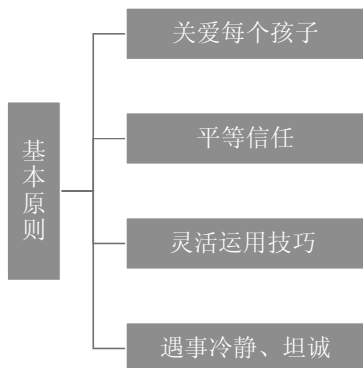 基本原则
关爱每个孩子
平等信任
灵活运用技巧
遇事冷静、坦诚